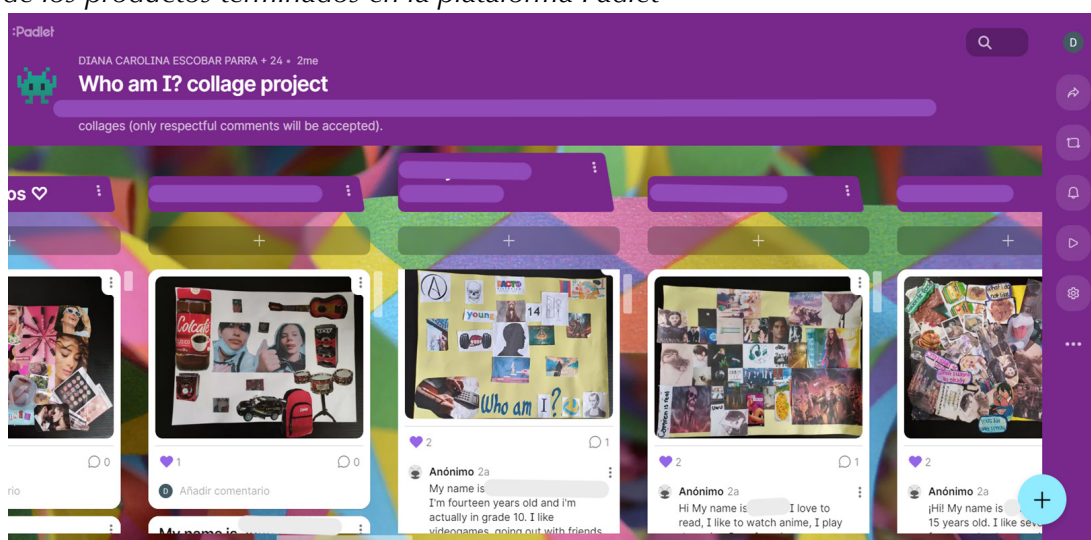 de los productos terminados en la plataforma Padlet
:Padlet
DIANA CAROLINA ESCOBAR PARRA + 24 • 2me
Who am I? collage project
collages (only respectful comments will be accepted).
os ♡
Colcafé
young
14
Who am I?
0
1
0
2
1
2
1
2
rio
D Añadir comentario
My name is
Anónimo 2a
My name is
I'm fourteen years old and i'm
actually in grade 10. I like
videogames, going out with friends
Anónimo 2a
Hi My name is I love to
read, I like to watch anime, I play
Anónimo 2a
¡Hi! My name is
15 years old. I like
D